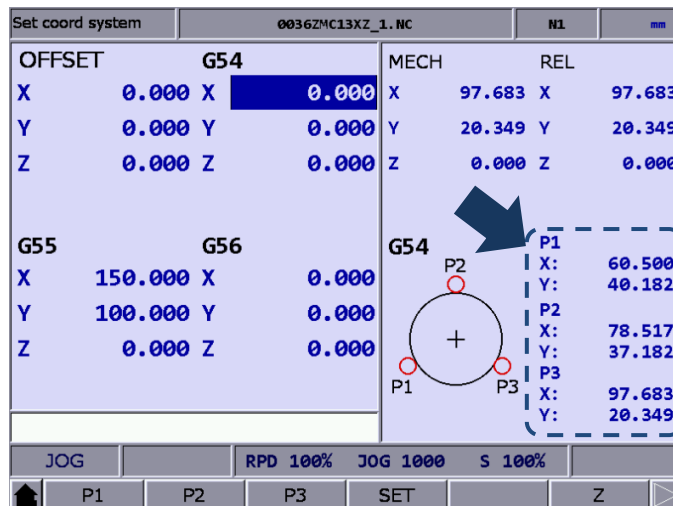 Set coord system 0036ZMC13XZ_1.NC N1 mm
OFFSET G54 MECH REL
X 0.000 X 0.000 X 97.683 X 97.683
Y 0.000 Y 0.000 Y 20.349 Y 20.349
Z 0.000 Z 0.000 Z 0.000 Z 0.000
G55 G56
X 150.000 X 0.000
Y 100.000 Y 0.000
Z 0.000 Z 0.000
G54
P2
P1
P3
P1
X: 60.500
Y: 40.182
P2
X: 78.517
Y: 37.182
P3
X: 97.683
Y: 20.349
JOG RPD 100% JOG 1000 S 100%
P1 P2 P3 SET Z